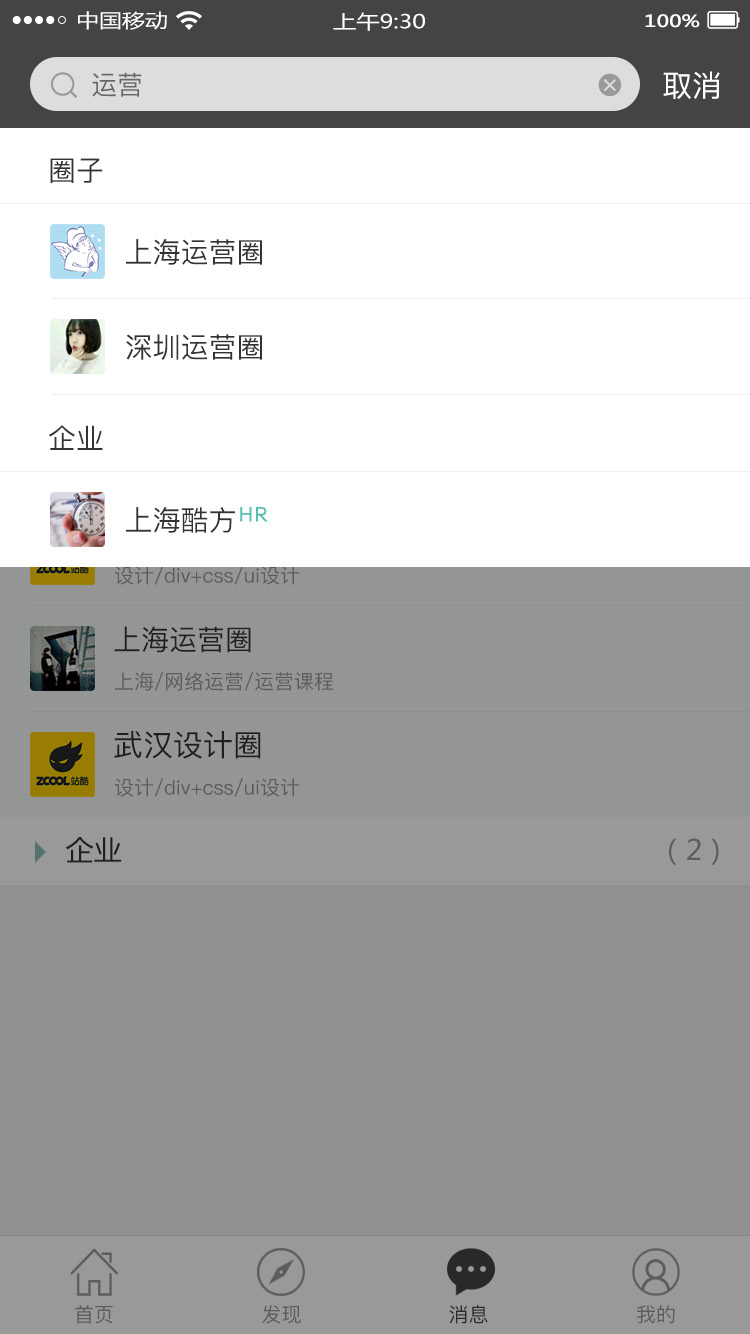 中国移动 上午9:30 100%
运营 取消
圈子
上海运营圈
深圳运营圈
企业
上海酷方HR
ZCOOL站酷
设计/div+css/ui设计
上海运营圈
上海/网络运营/运营课程
武汉设计圈
ZCOOL站酷
设计/div+css/ui设计
企业 ( 2 )
首页 发现 消息 我的